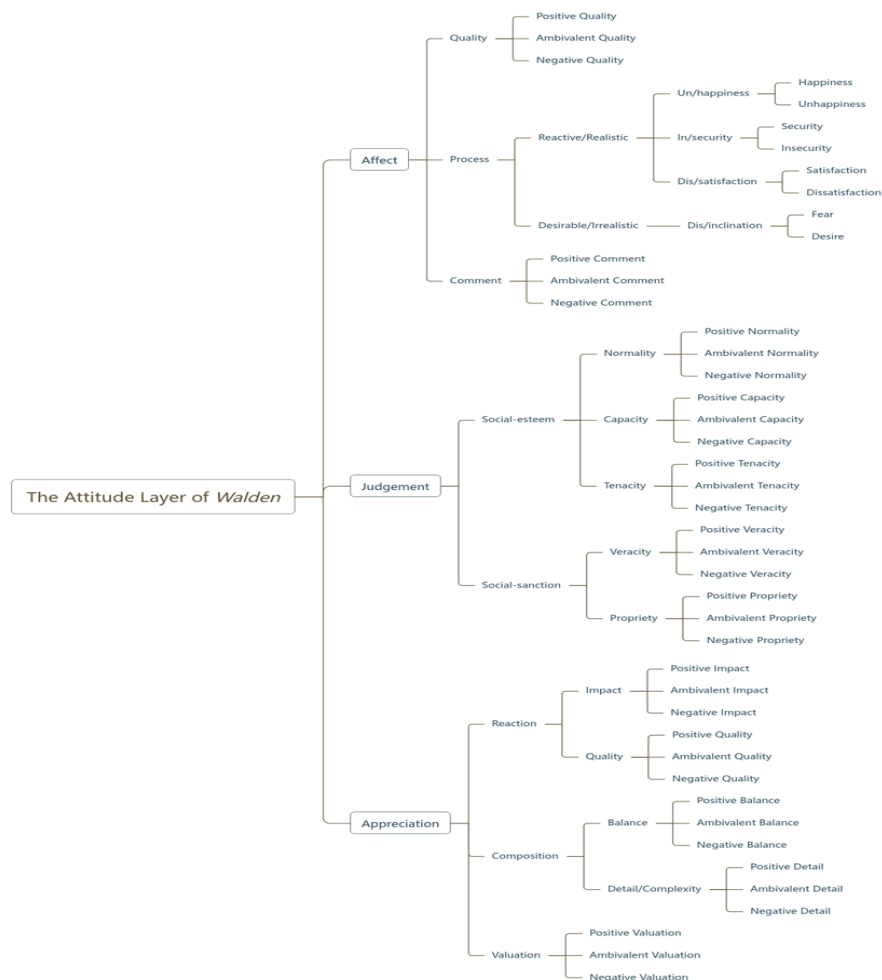 The Attitude Layer of Walden
Affect
Quality
Positive Quality
Ambivalent Quality
Negative Quality
Process
Reactive/Realistic
Un/happiness
Happiness
Unhappiness
In/security
Security
Insecurity
Dis/satisfaction
Satisfaction
Dissatisfaction
Desirable/Irrealistic
Dis/inclination
Fear
Desire
Comment
Positive Comment
Ambivalent Comment
Negative Comment
Judgement
Social-esteem
Normality
Positive Normality
Ambivalent Normality
Negative Normality
Capacity
Positive Capacity
Ambivalent Capacity
Negative Capacity
Tenacity
Positive Tenacity
Ambivalent Tenacity
Negative Tenacity
Social-sanction
Veracity
Positive Veracity
Ambivalent Veracity
Negative Veracity
Propriety
Positive Propriety
Ambivalent Propriety
Negative Propriety
Appreciation
Reaction
Impact
Positive Impact
Ambivalent Impact
Negative Impact
Quality
Positive Quality
Ambivalent Quality
Negative Quality
Composition
Balance
Positive Balance
Ambivalent Balance
Negative Balance
Detail/Complexity
Positive Detail
Ambivalent Detail
Negative Detail
Valuation
Positive Valuation
Ambivalent Valuation
Negative Valuation